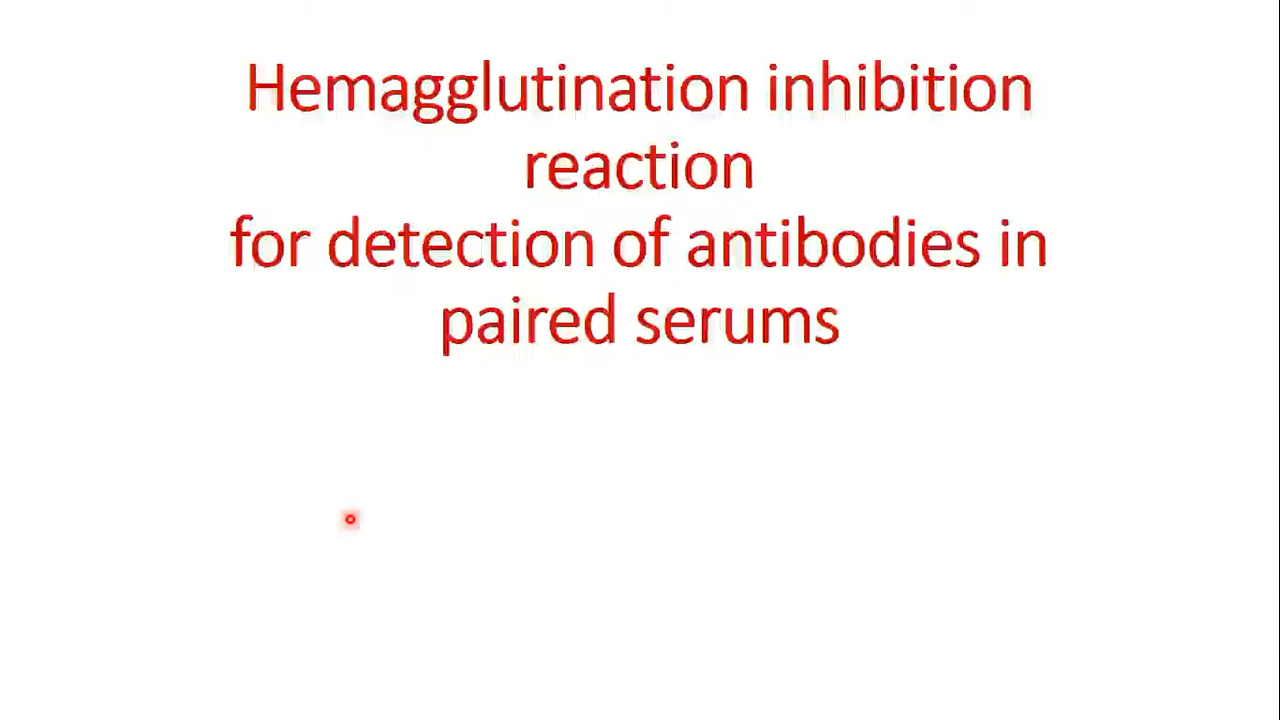 Hemagglutination inhibition
reaction
for detection of antibodies in
paired serums